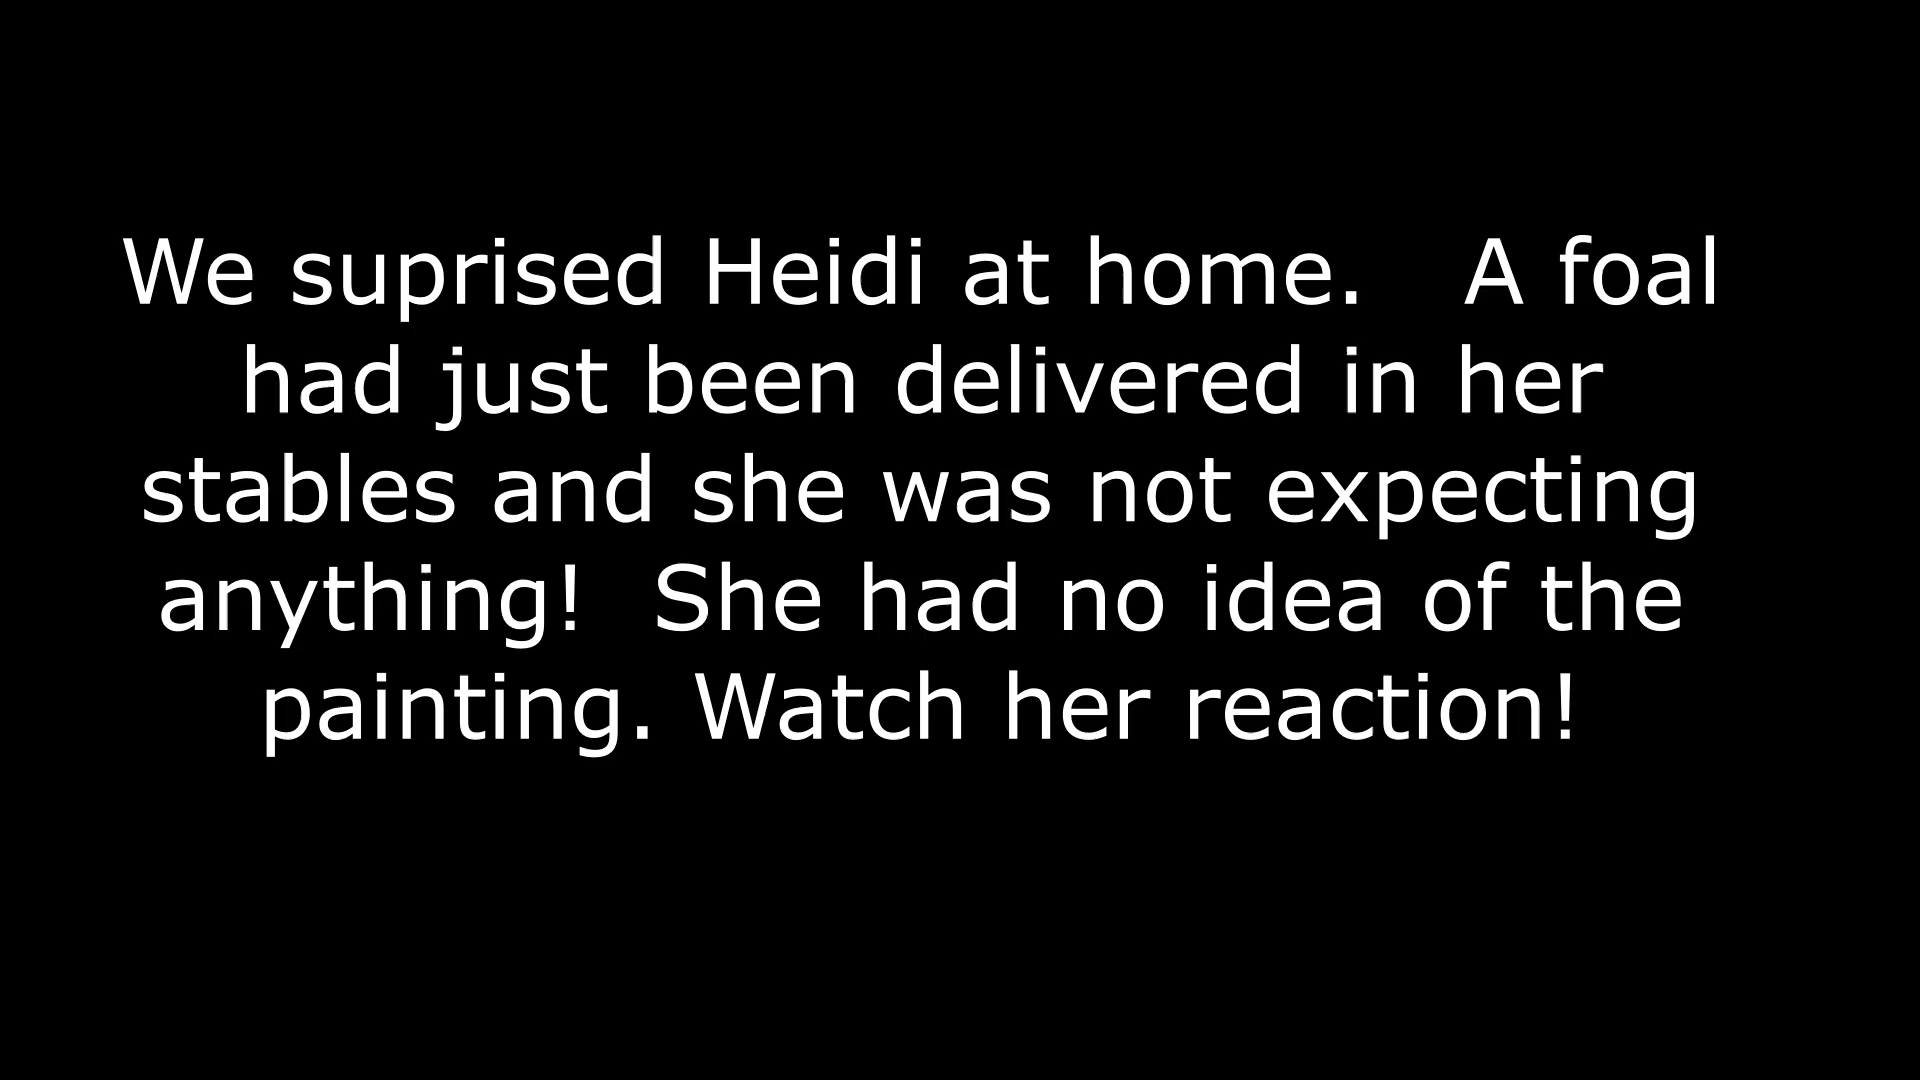 We suprised Heidi at home.   A foal
had just been delivered in her
stables and she was not expecting
anything!  She had no idea of the
painting. Watch her reaction!